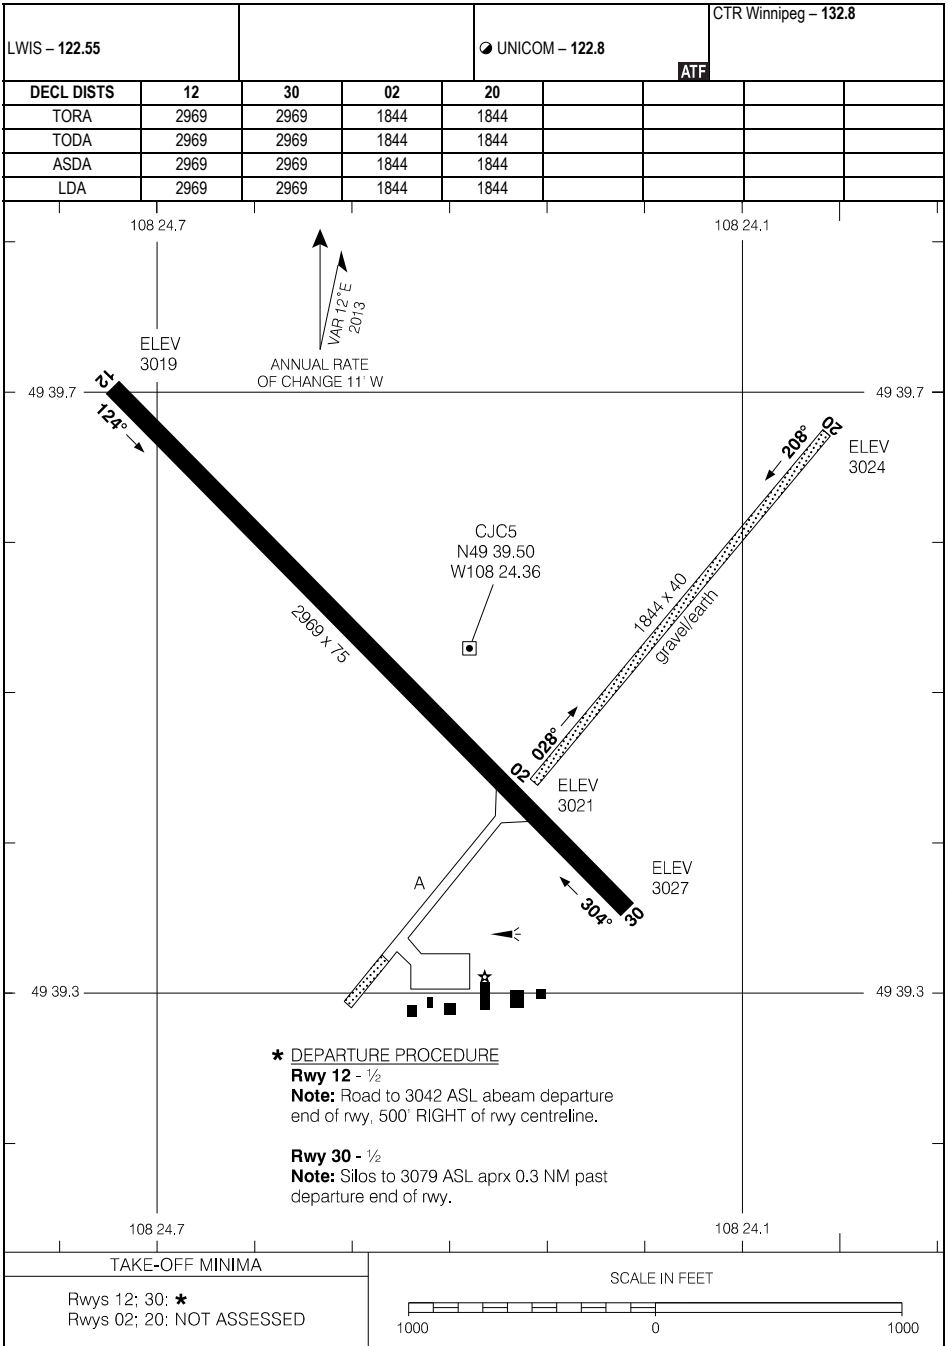 CTR Winnipeg – 132.8
LWIS – 122.55
UNICOM – 122.8
ATF
DECL DISTS 12 30 02 20
TORA 2969 2969 1844 1844
TODA 2969 2969 1844 1844
ASDA 2969 2969 1844 1844
LDA 2969 2969 1844 1844
108 24.7 108 24.1
VAR 12°E
2013
ANNUAL RATE
OF CHANGE 11' W
ELEV
3019
12
124°
49 39.7 49 39.7
20
208°
ELEV
3024
CJC5
N49 39.50
W108 24.36
2969 x 75
1844 x 40
gravel/earth
02 028°
ELEV
3021
ELEV
3027
A
304° 30
49 39.3 49 39.3
* DEPARTURE PROCEDURE
Rwy 12 - ½
Note: Road to 3042 ASL abeam departure
end of rwy, 500' RIGHT of rwy centreline.
Rwy 30 - ½
Note: Silos to 3079 ASL aprx 0.3 NM past
departure end of rwy.
108 24.7 108 24.1
TAKE-OFF MINIMA
Rwys 12; 30: *
Rwys 02; 20: NOT ASSESSED
SCALE IN FEET
1000 0 1000